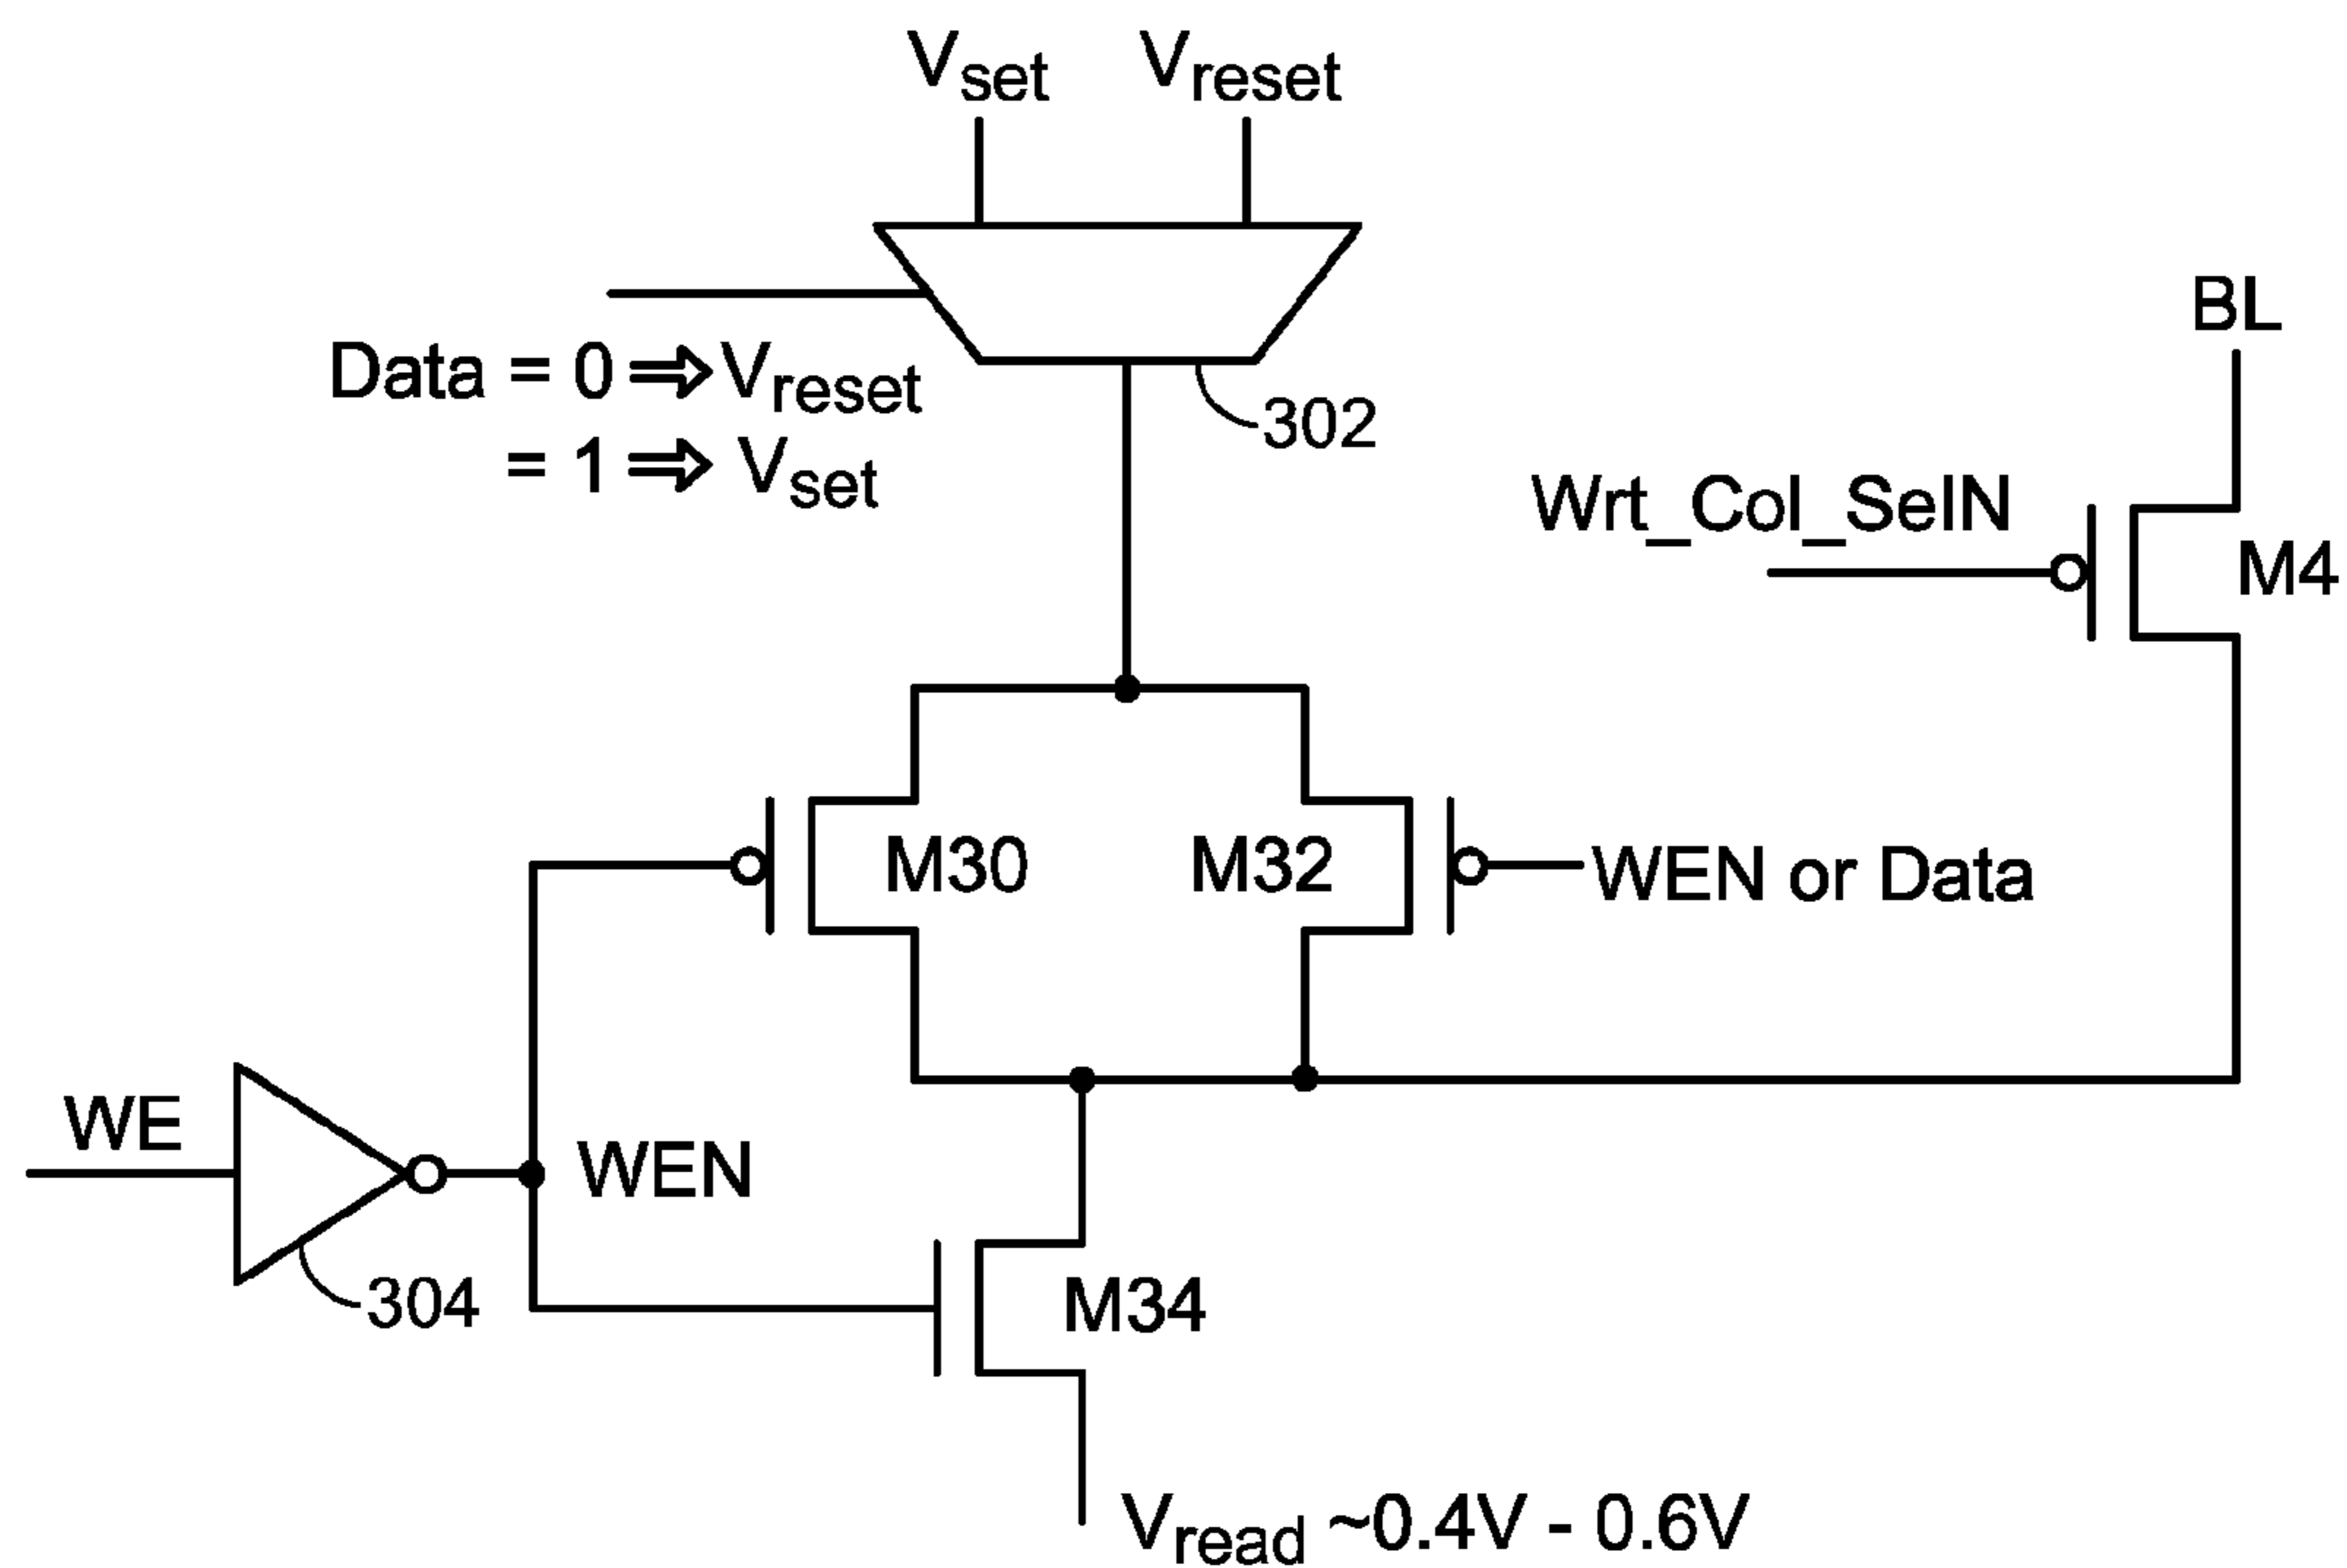 Vset Vreset
BL
Data = 0 ⇒ Vreset
302
= 1 ⇒ Vset
Wrt_Col_SelN
M4
M30
M32
WEN or Data
WE
WEN
304
M34
Vread ~0.4V - 0.6V